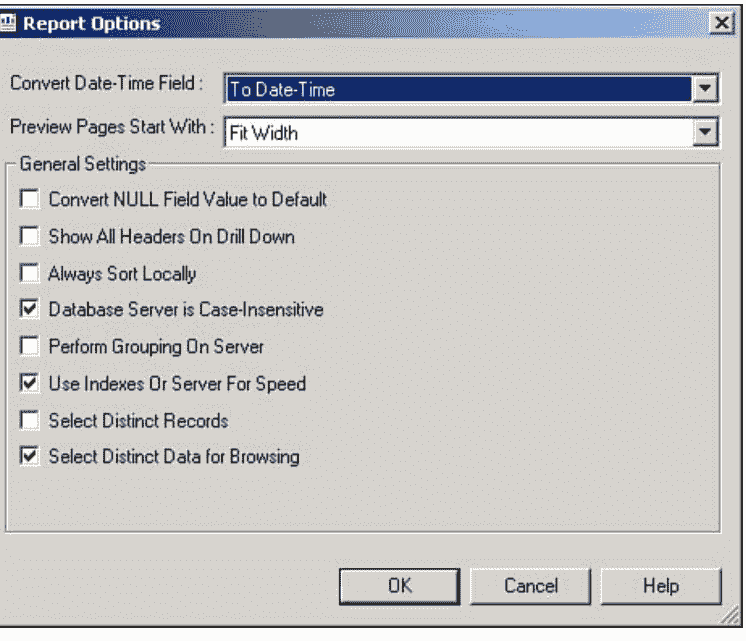 Report Options
Convert Date-Time Field :
To Date-Time
Preview Pages Start With :
Fit Width
General Settings
Convert NULL Field Value to Default
Show All Headers On Drill Down
Always Sort Locally
Database Server is Case-Insensitive
Perform Grouping On Server
Use Indexes Or Server For Speed
Select Distinct Records
Select Distinct Data for Browsing
OK Cancel Help